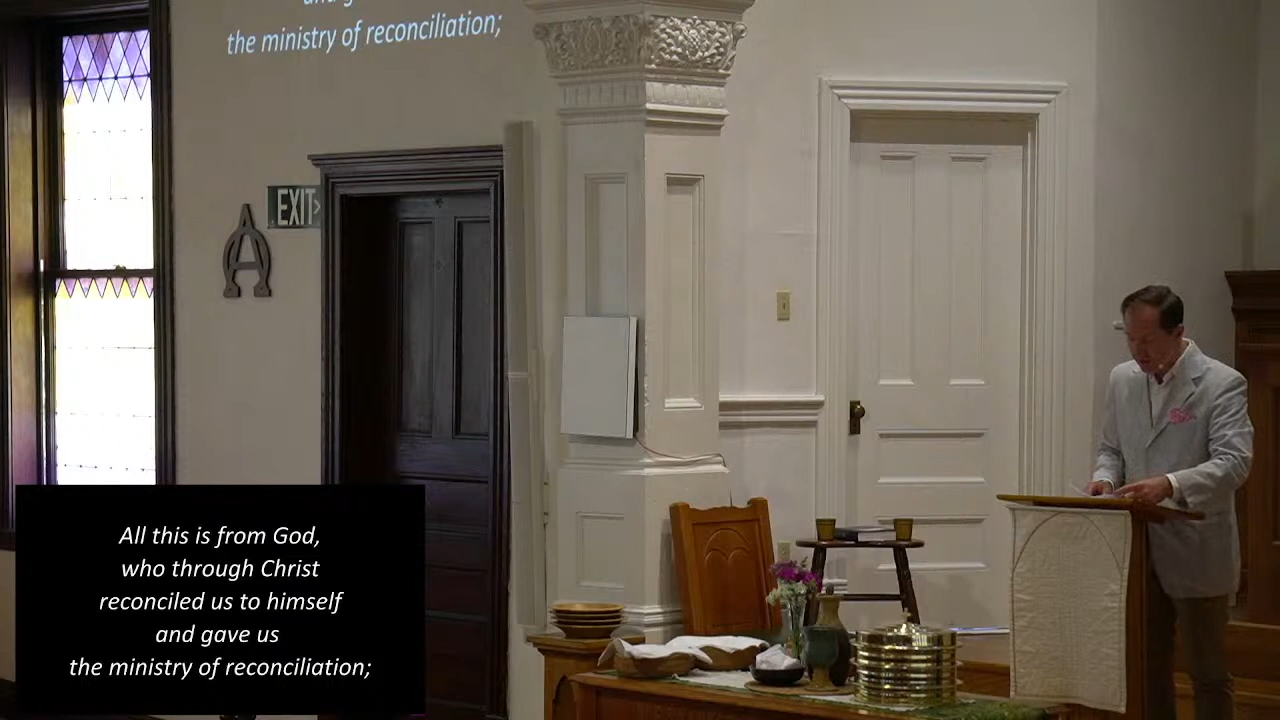 and g
the ministry of reconciliation;
EXIT
A
All this is from God,
who through Christ
reconciled us to himself
and gave us
the ministry of reconciliation;